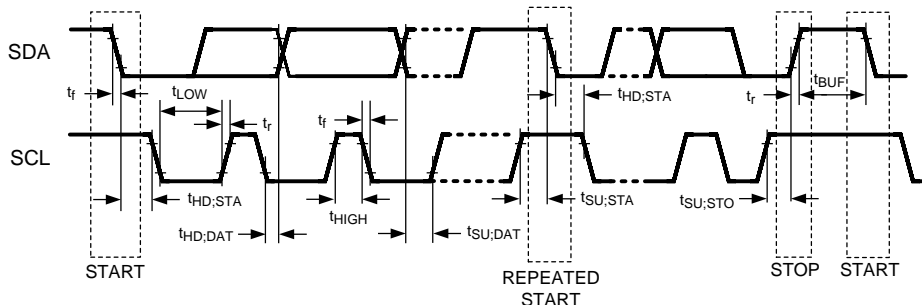 SDA
t_f
t_LOW
t_r
t_f
t_HD;STA
t_r
t_BUF
SCL
t_HD;STA
t_HD;DAT
t_HIGH
t_SU;DAT
t_SU;STA
t_SU;STO
START
REPEATED
START
STOP
START